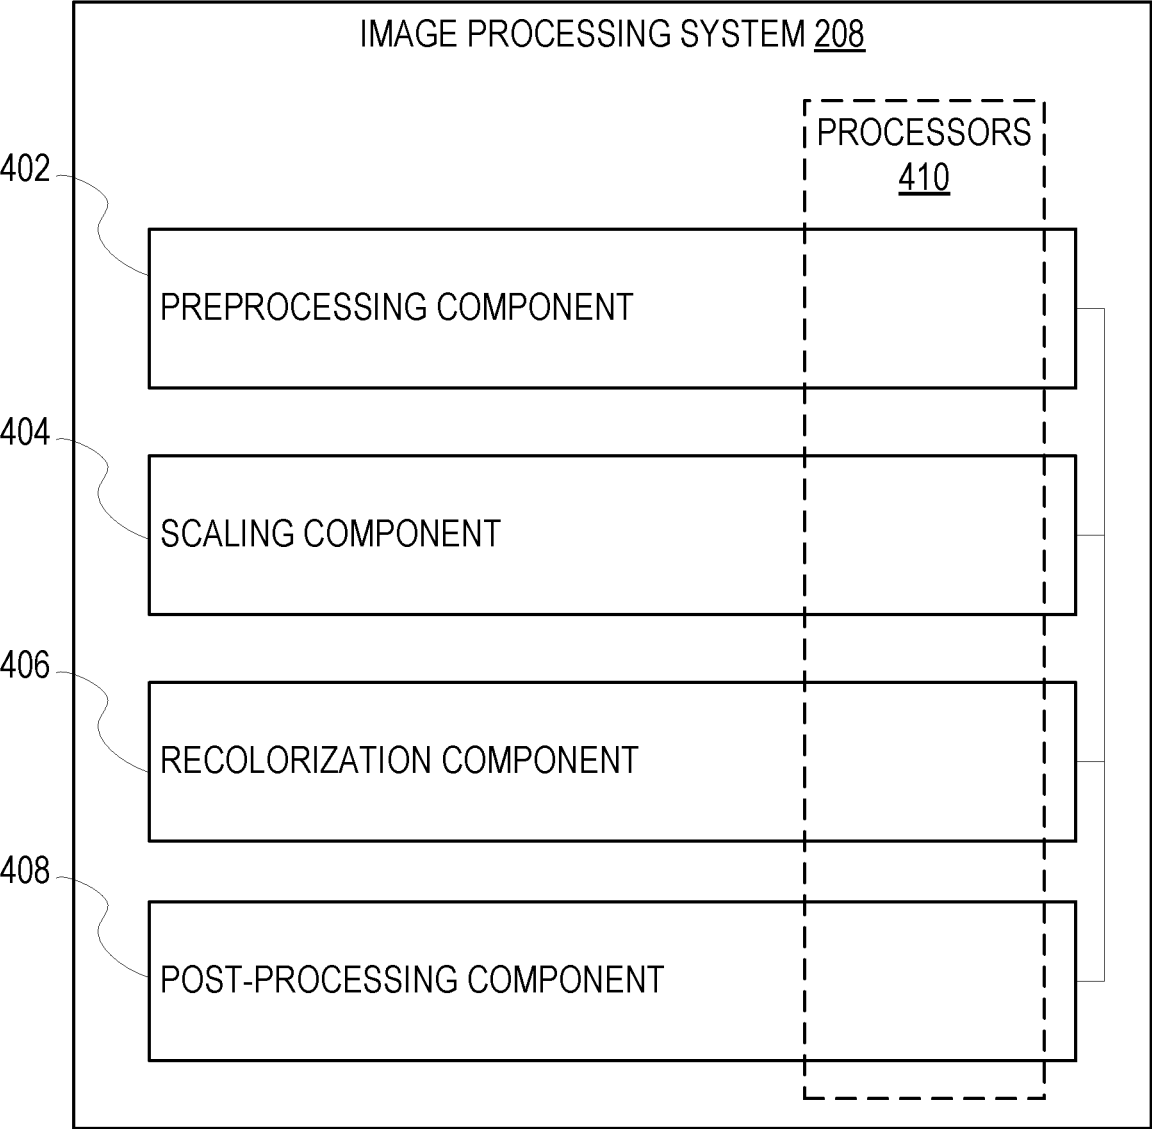 IMAGE PROCESSING SYSTEM 208
PROCESSORS
410
402
PREPROCESSING COMPONENT
404
SCALING COMPONENT
406
RECOLORIZATION COMPONENT
408
POST-PROCESSING COMPONENT